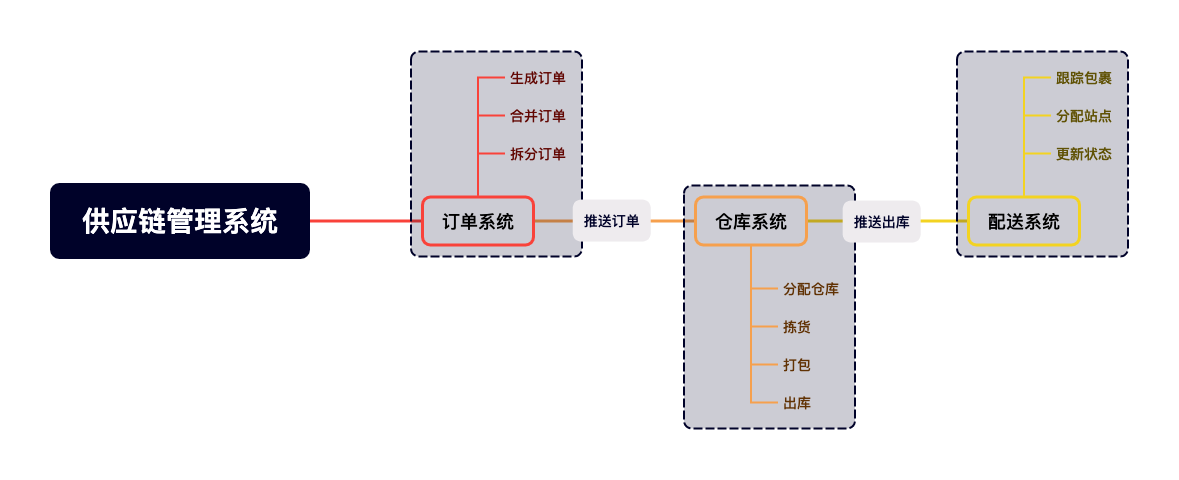 供应链管理系统
生成订单
合并订单
拆分订单
订单系统
推送订单
仓库系统
分配仓库
拣货
打包
出库
推送出库
跟踪包裹
分配站点
更新状态
配送系统